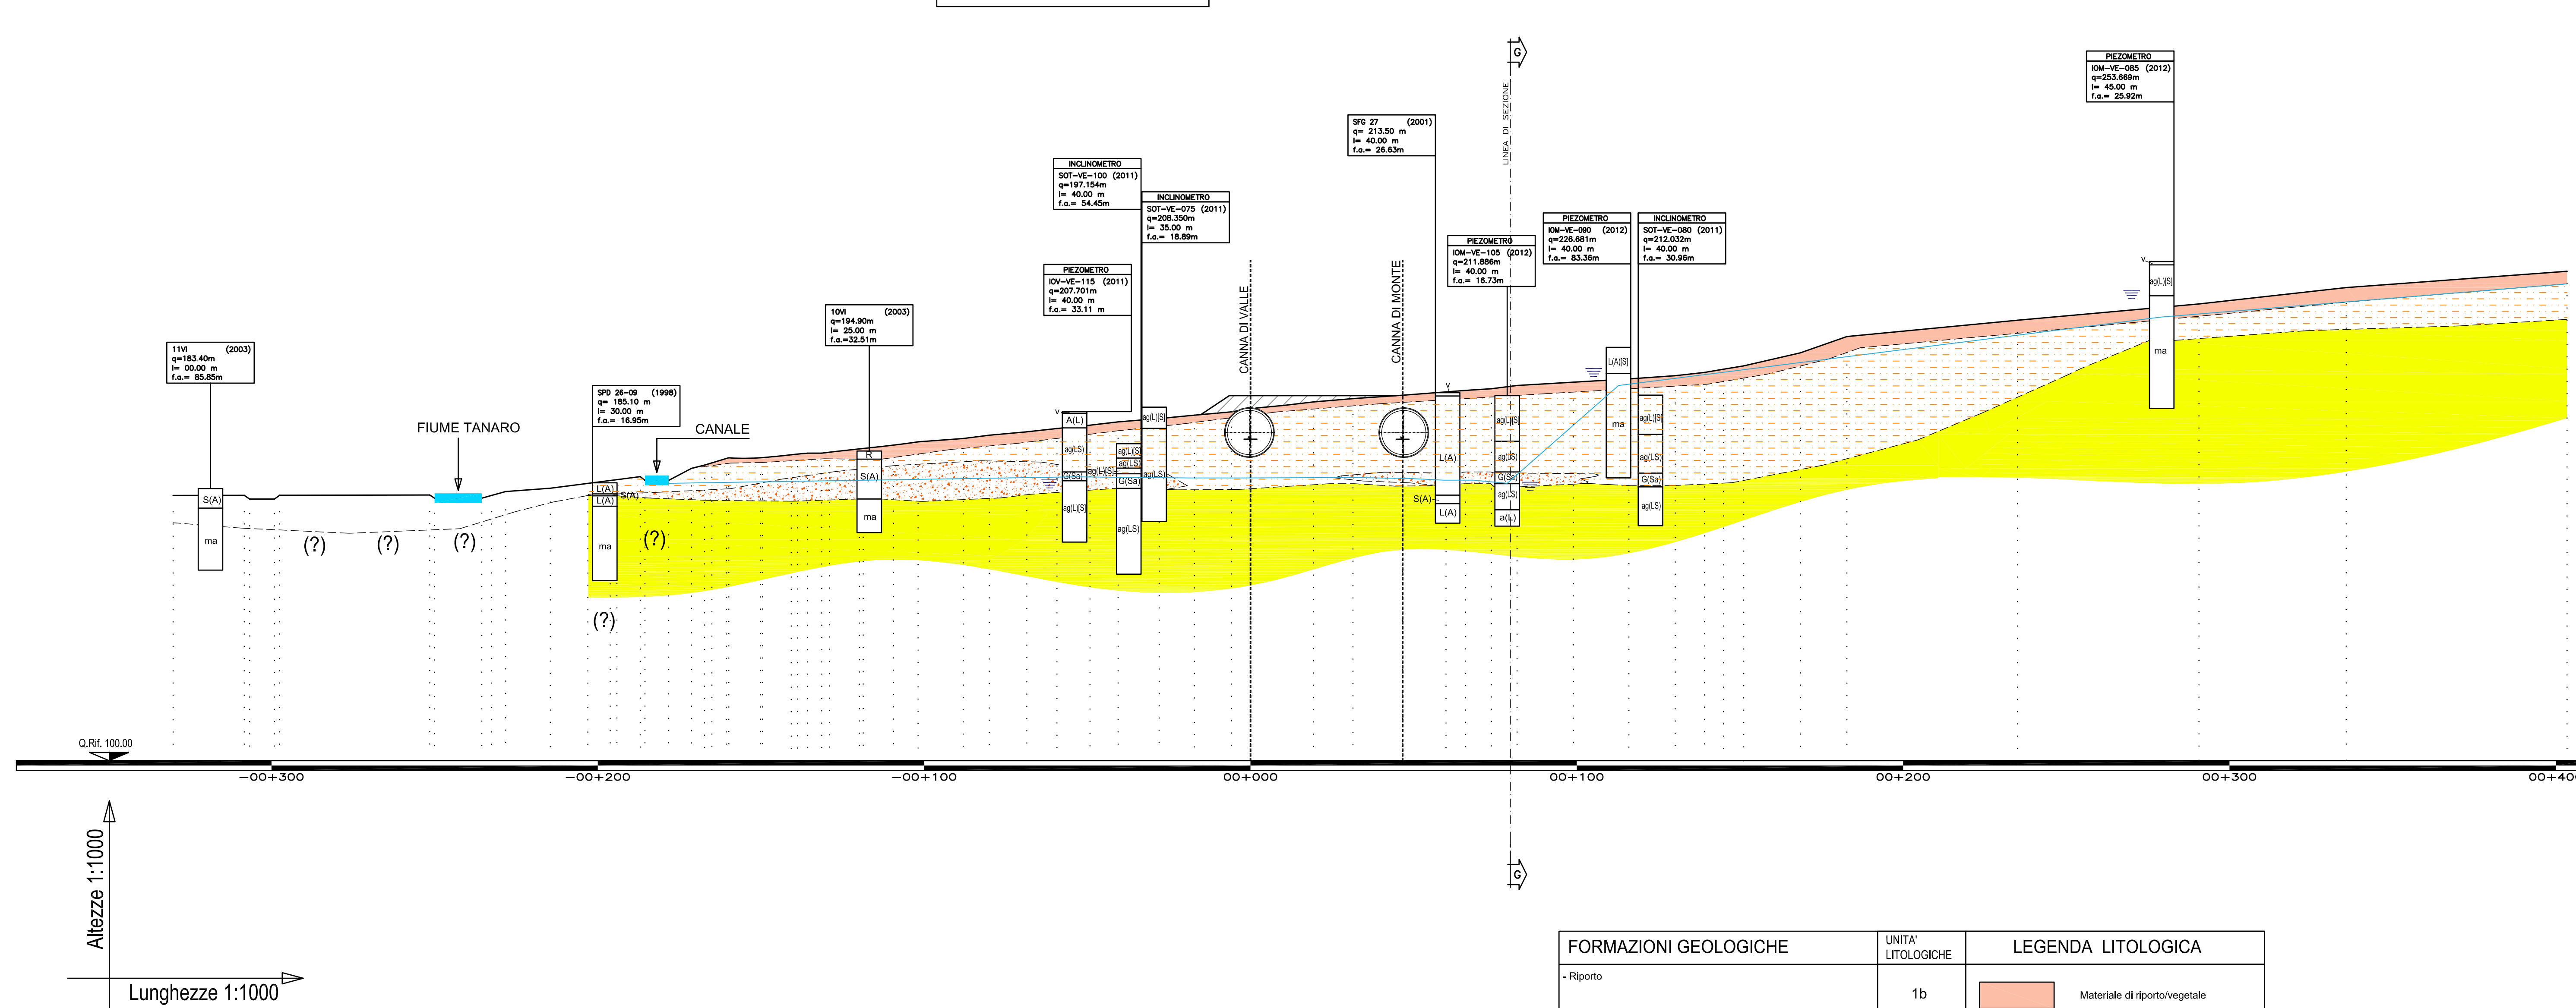 G
PIEZOMETRO
IOM-VE-085 (2012)
q=253.669m
l= 45.00 m
f.a.= 25.92m
LINEA DI SEZIONE
SFG 27 (2001)
q= 213.50 m
l= 40.00 m
f.a.= 26.63m
INCLINOMETRO
SOT-VE-100 (2011)
q=197.154m
l= 40.00 m
f.a.= 54.45m
INCLINOMETRO
SOT-VE-075 (2011)
q=208.350m
l= 35.00 m
f.a.= 18.89m
PIEZOMETRO
IOM-VE-090 (2012)
q=226.681m
l= 40.00 m
f.a.= 83.36m
INCLINOMETRO
SOT-VE-080 (2011)
q=212.032m
l= 40.00 m
f.a.= 30.96m
PIEZOMETRO
IOM-VE-105 (2012)
q=211.886m
l= 40.00 m
f.a.= 16.73m
PIEZOMETRO
IOV-VE-115 (2011)
q=207.701m
l= 40.00 m
f.a.= 33.11 m
CANNA DI VALLE
CANNA DI MONTE
10VI (2003)
q=194.90m
l= 25.00 m
f.a.=32.51m
11VI (2003)
q=183.40m
l= 00.00 m
f.a.= 85.85m
SPD 26-09 (1998)
q= 185.10 m
l= 30.00 m
f.a.= 16.95m
FIUME TANARO
CANALE
S(A)
ma
(?)
(?)
(?)
L(A)
S(A)
L(A)
ma
(?)
(?)
R
S(A)
ma
v
A(L)
ag(LS)
G(Sa)
ag(L)[S]
ag(L)[S]
ag(L)[S]
ag(LS)
G(Sa)
ag(LS)
ag(L)[S]
ag(LS)
v
L(A)
S(A)
L(A)
ag(L)[S]
ag(LS)
G(Sa)
ag(LS)
a(L)
L(A)[S]
ma
ag(L)[S]
ag(LS)
G(Sa)
ag(LS)
v
ag(L)[S]
ma
Q.Rif. 100.00
-00+300
-00+200
-00+100
00+000
00+100
00+200
00+300
00+400
G
Altezze 1:1000
Lunghezze 1:1000
FORMAZIONI GEOLOGICHE
UNITA'
LITOLOGICHE
LEGENDA LITOLOGICA
- Riporto
1b
Materiale di riporto/vegetale